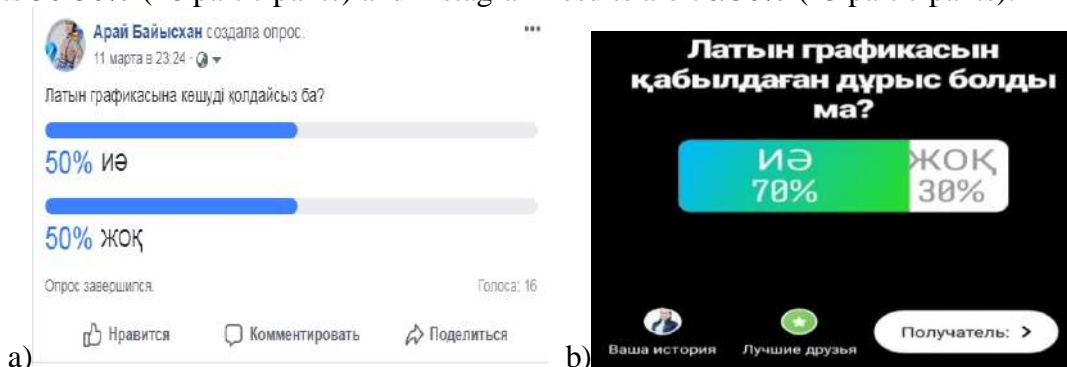 Арай Байысхан создала опрос.
11 марта в 23:24
Латын графикасына көшуді қолдайсыз ба?
50% иә
50% жоқ
Опрос завершился.
Голоса: 16
Нравится Комментировать Поделиться
a)
Латын графикасын
қабылдаған дұрыс болды
ма?
ИӘ ЖОҚ
70% 30%
Ваша история Лучшие друзья Получатель: >
b)